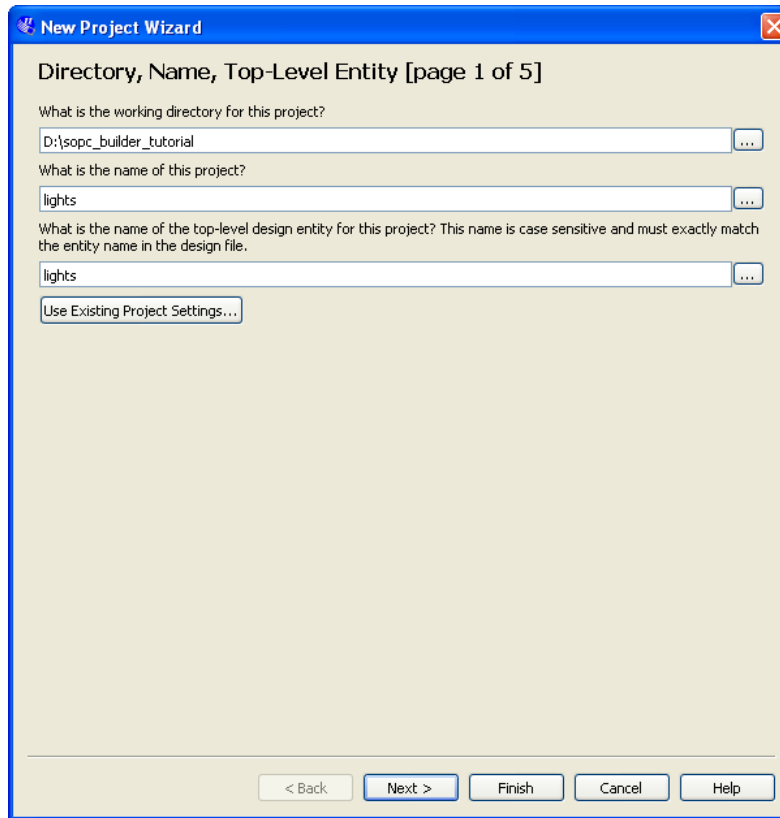 New Project Wizard
Directory, Name, Top-Level Entity [page 1 of 5]
What is the working directory for this project?
D:\sopc_builder_tutorial
...
What is the name of this project?
lights
...
What is the name of the top-level design entity for this project? This name is case sensitive and must exactly match
the entity name in the design file.
lights
...
Use Existing Project Settings...
< Back Next > Finish Cancel Help